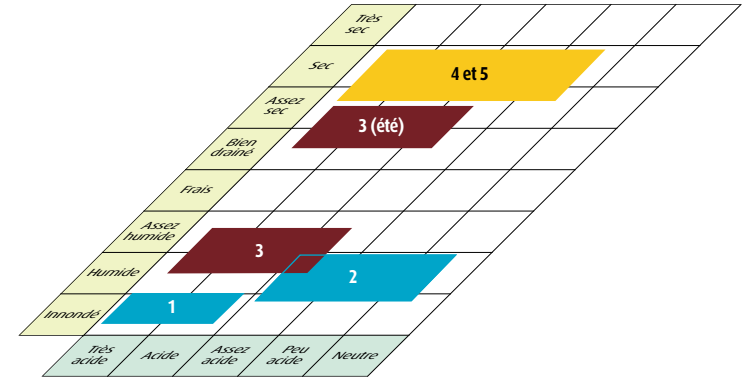 Très
sec
Sec
4 et 5
Assez
sec
3 (été)
Bien
drainé
Frais
Assez
humide
3
Humide
2
Innondé
1
Très
acide
Acide
Assez
acide
Peu
acide
Neutre